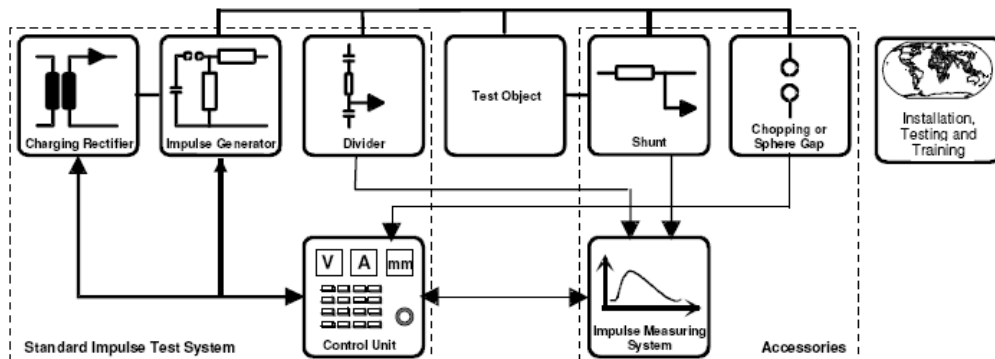 Charging Rectifier
Impulse Generator
Divider
Test Object
Shunt
Chopping or
Sphere Gap
Installation,
Testing and
Training
V A mm
Control Unit
Impulse Measuring
System
Standard Impulse Test System
Accessories